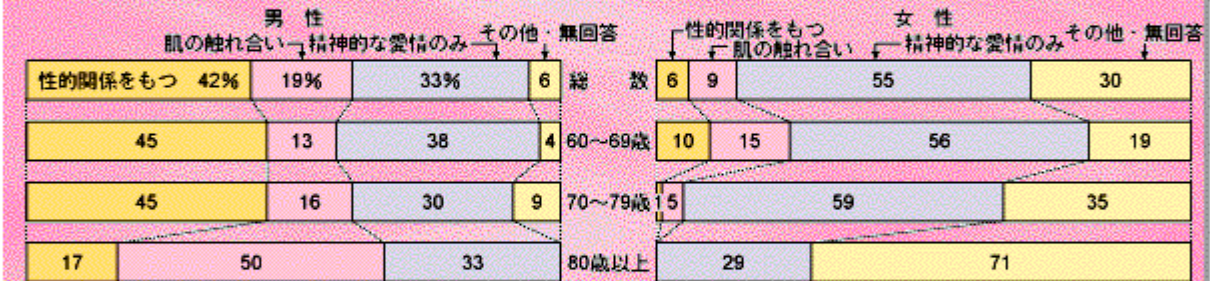 男 性
肌の触れ合い
精神的な愛情のみ
その他・無回答
性的関係をもつ
肌の触れ合い
女 性
精神的な愛情のみ
その他・無回答
性的関係をもつ 42% 19% 33% 6 総 数 6 9 55 30
45 13 38 4 60〜69歳 10 15 56 19
45 16 30 9 70〜79歳 1 5 59 35
17 50 33 80歳以上 29 71